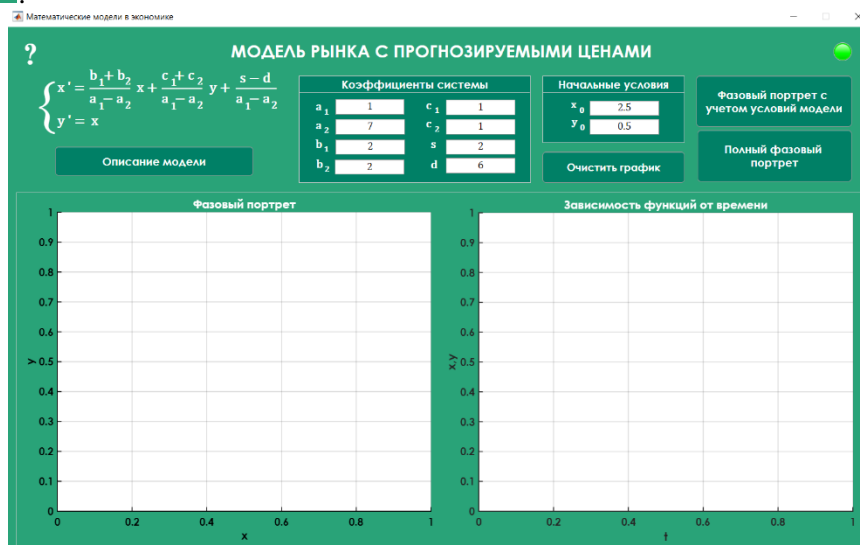 Математические модели в экономике
?
МОДЕЛЬ РЫНКА С ПРОГНОЗИРУЕМЫМИ ЦЕНАМИ
x' = (b₁+b₂)/(a₁−a₂) x + (c₁+c₂)/(a₁−a₂) y + (s−d)/(a₁−a₂)
y' = x
Описание модели
Коэффициенты системы
a₁ 1 c₁ 1
a₂ 7 c₂ 1
b₁ 2 s 2
b₂ 2 d 6
Начальные условия
x₀ 2.5
y₀ 0.5
Очистить график
Фазовый портрет с
учетом условий модели
Полный фазовый
портрет
Фазовый портрет
1
0.9
0.8
0.7
0.6
0.5
0.4
0.3
0.2
0.1
0
y
0 0.2 0.4 0.6 0.8 1
x
Зависимость функций от времени
1
0.9
0.8
0.7
0.6
0.5
0.4
0.3
0.2
0.1
0
x,y
0 0.2 0.4 0.6 0.8 1
t